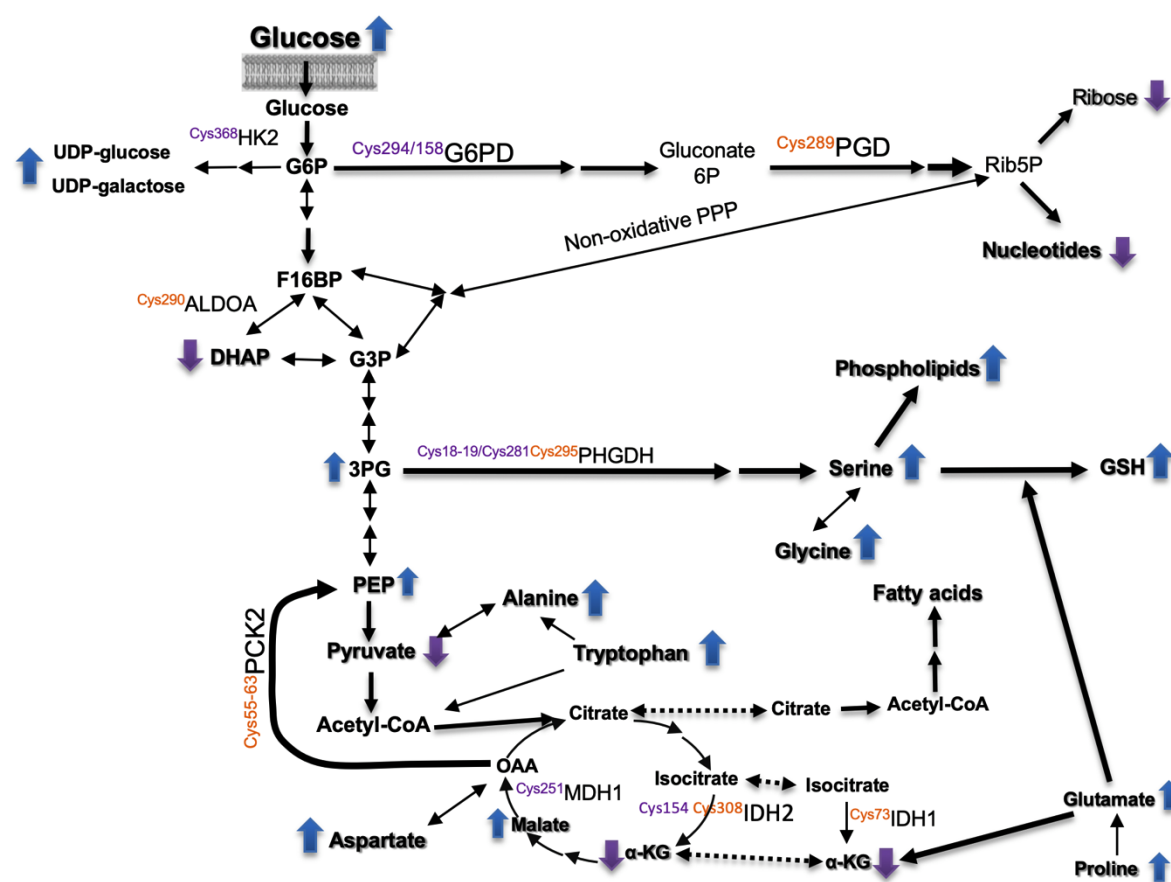 Glucose
Glucose
Cys368HK2
UDP-glucose
UDP-galactose
G6P
Cys294/158G6PD
Gluconate
6P
Cys289PGD
Rib5P
Ribose
Nucleotides
Non-oxidative PPP
F16BP
Cys290ALDOA
DHAP
G3P
Phospholipids
3PG
Cys18-19/Cys281Cys295PHGDH
Serine
GSH
Glycine
PEP
Alanine
Fatty acids
Cys55-63PCK2
Pyruvate
Tryptophan
Acetyl-CoA
Citrate
Citrate
Acetyl-CoA
OAA
Isocitrate
Isocitrate
Cys251MDH1
Cys154 Cys308IDH2
Cys73IDH1
Glutamate
Aspartate
Malate
α-KG
α-KG
Proline